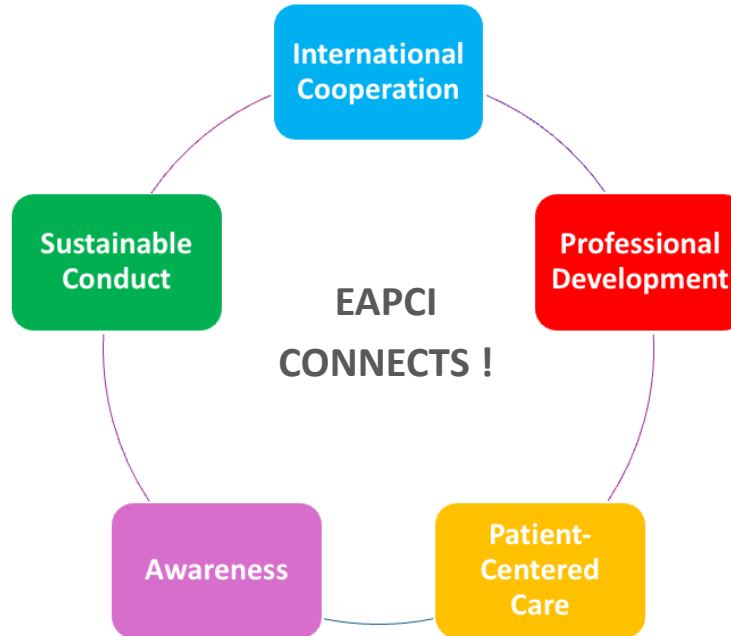 International
Cooperation
Professional
Development
Patient-
Centered
Care
Awareness
Sustainable
Conduct
EAPCI
CONNECTS !